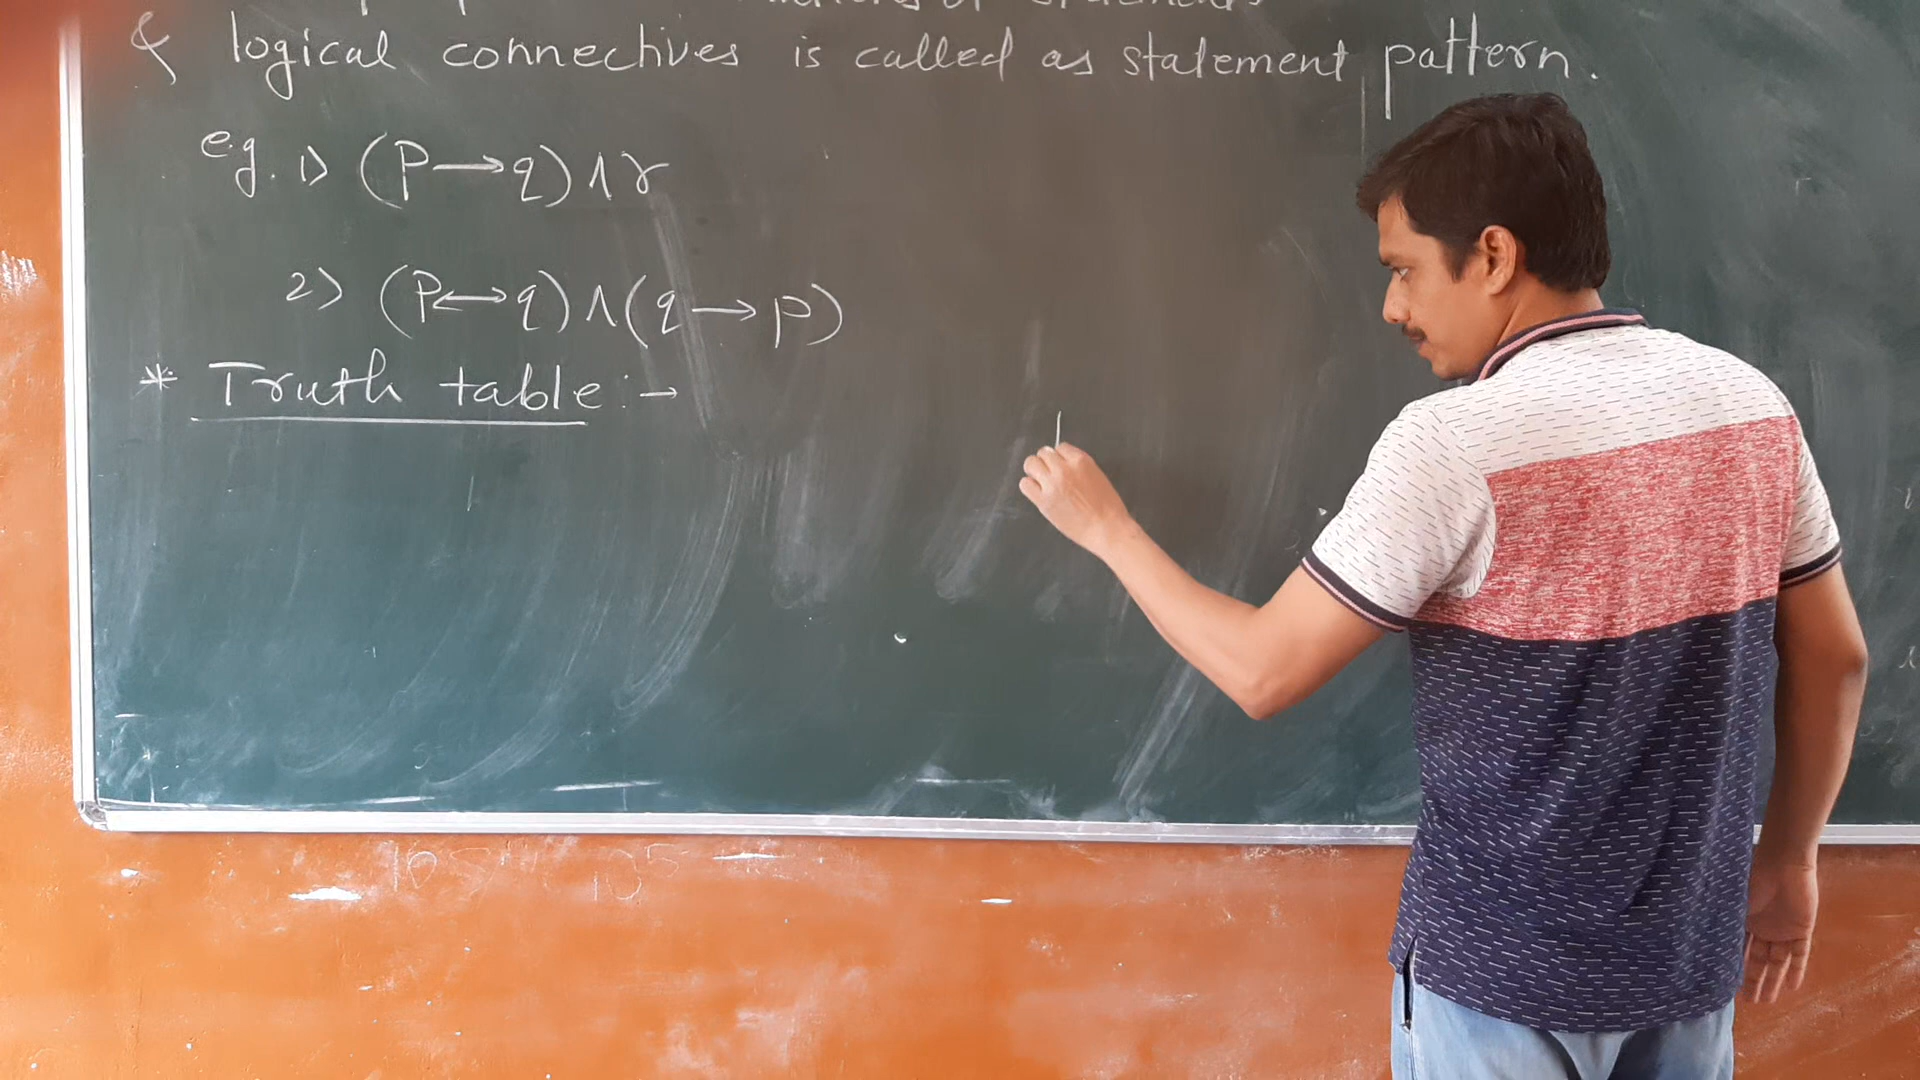 & logical connectives is called as statement pattern.
e.g. 1) (p→q)∧r
2) (p↔q)∧(q→p)
* Truth table:→